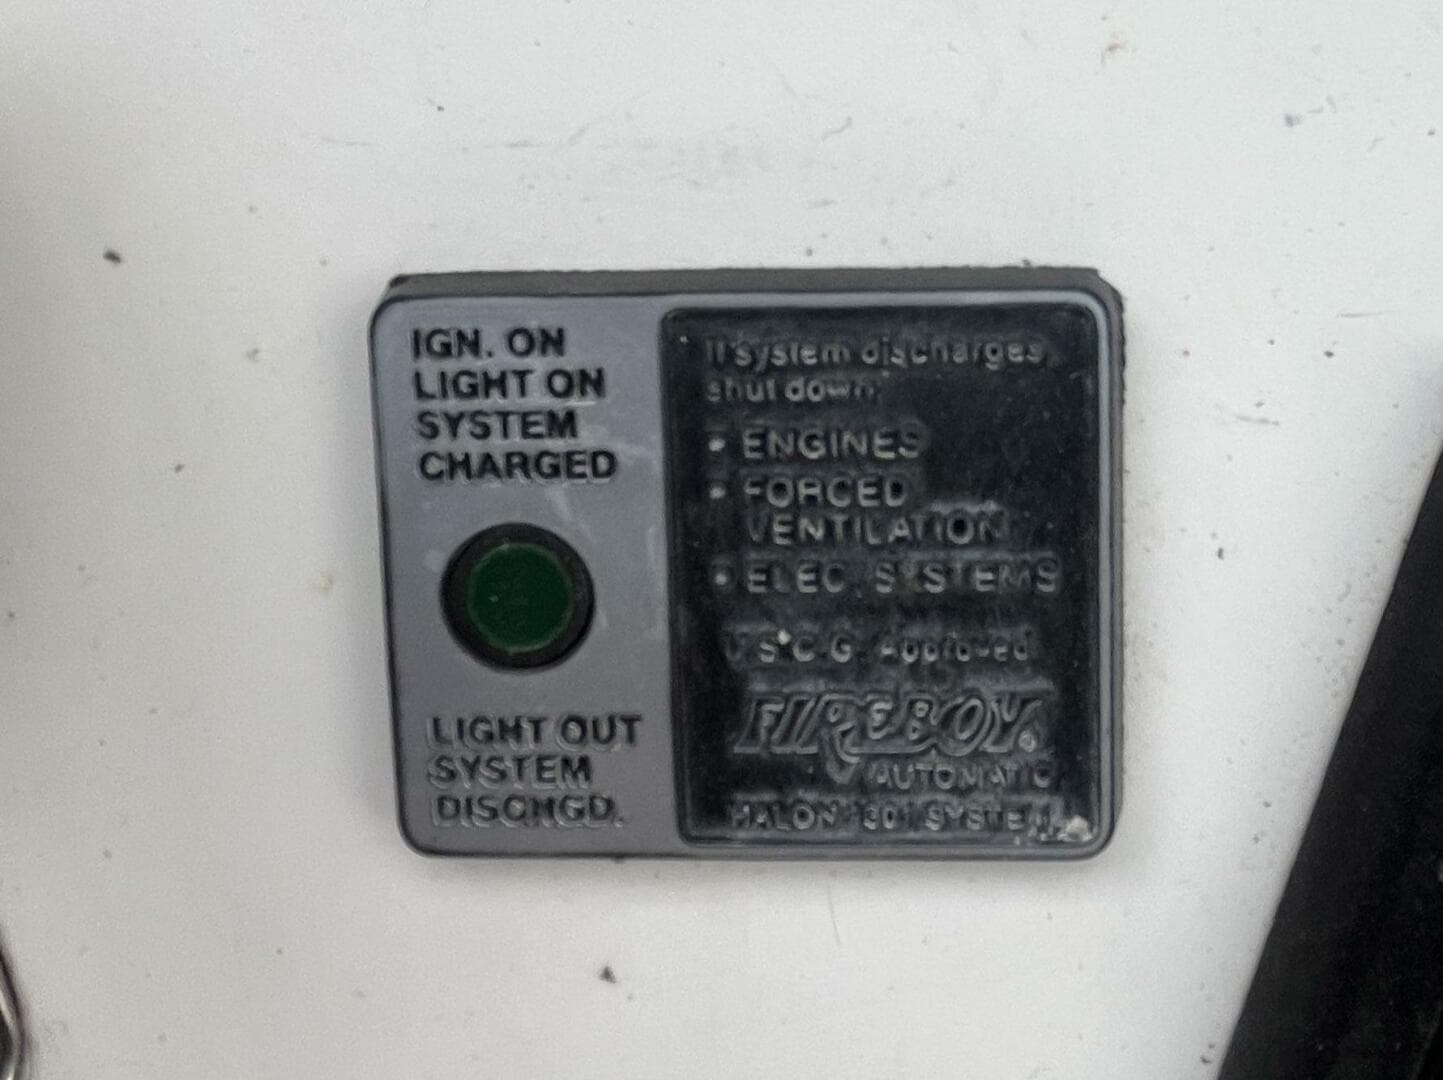 IGN. ON
LIGHT ON
SYSTEM
CHARGED
LIGHT OUT
SYSTEM
DISCHGD.
If system discharges,
shut down:
• ENGINES
• FORCED
VENTILATION
• ELEC. SYSTEMS
U.S.C.G. Approved
FIREBOY®
AUTOMATIC
HALON 1301 SYSTEM